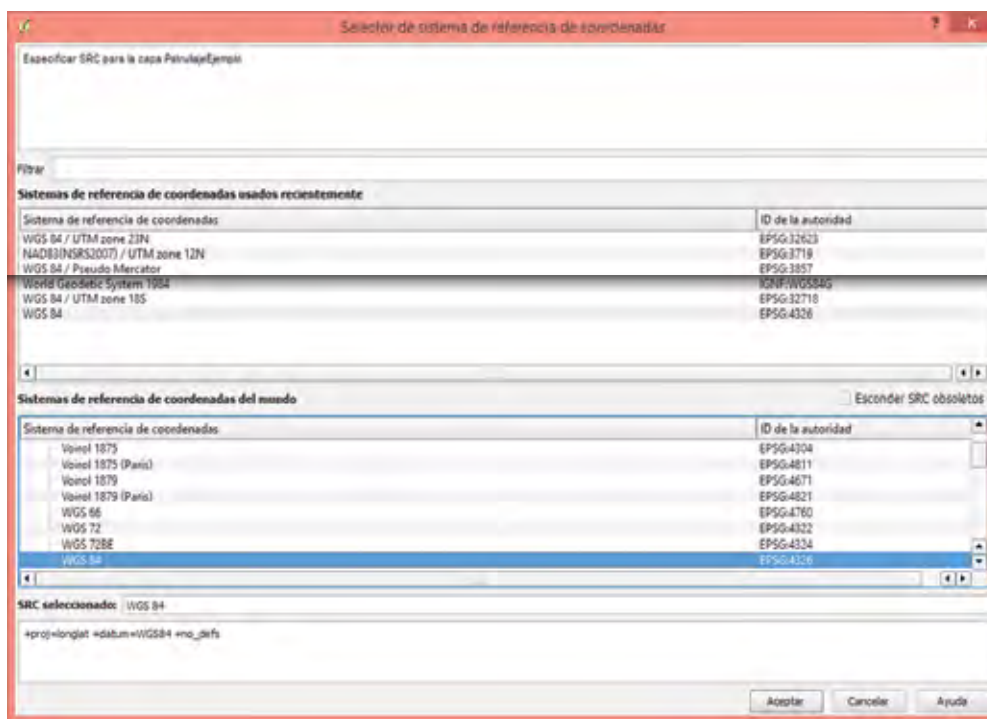 Selector de sistema de referencia de coordenadas
Especificar SRC para la capa PatrullajeEjemplo
Filtrar
Sistemas de referencia de coordenadas usados recientemente
Sistema de referencia de coordenadas ID de la autoridad
WGS 84 / UTM zone 23N EPSG:32623
NAD83(NSRS2007) / UTM zone 12N EPSG:3719
WGS 84 / Pseudo Mercator EPSG:3857
World Geodetic System 1984 IGNF:WGS84G
WGS 84 / UTM zone 18S EPSG:32718
WGS 84 EPSG:4326
Sistemas de referencia de coordenadas del mundo Esconder SRC obsoletos
Sistema de referencia de coordenadas ID de la autoridad
Voirol 1875 EPSG:4304
Voirol 1875 (Paris) EPSG:4811
Voirol 1879 EPSG:4671
Voirol 1879 (Paris) EPSG:4821
WGS 66 EPSG:4760
WGS 72 EPSG:4322
WGS 72BE EPSG:4324
WGS 84 EPSG:4326
SRC seleccionado: WGS 84
+proj=longlat +datum=WGS84 +no_defs
Aceptar Cancelar Ayuda